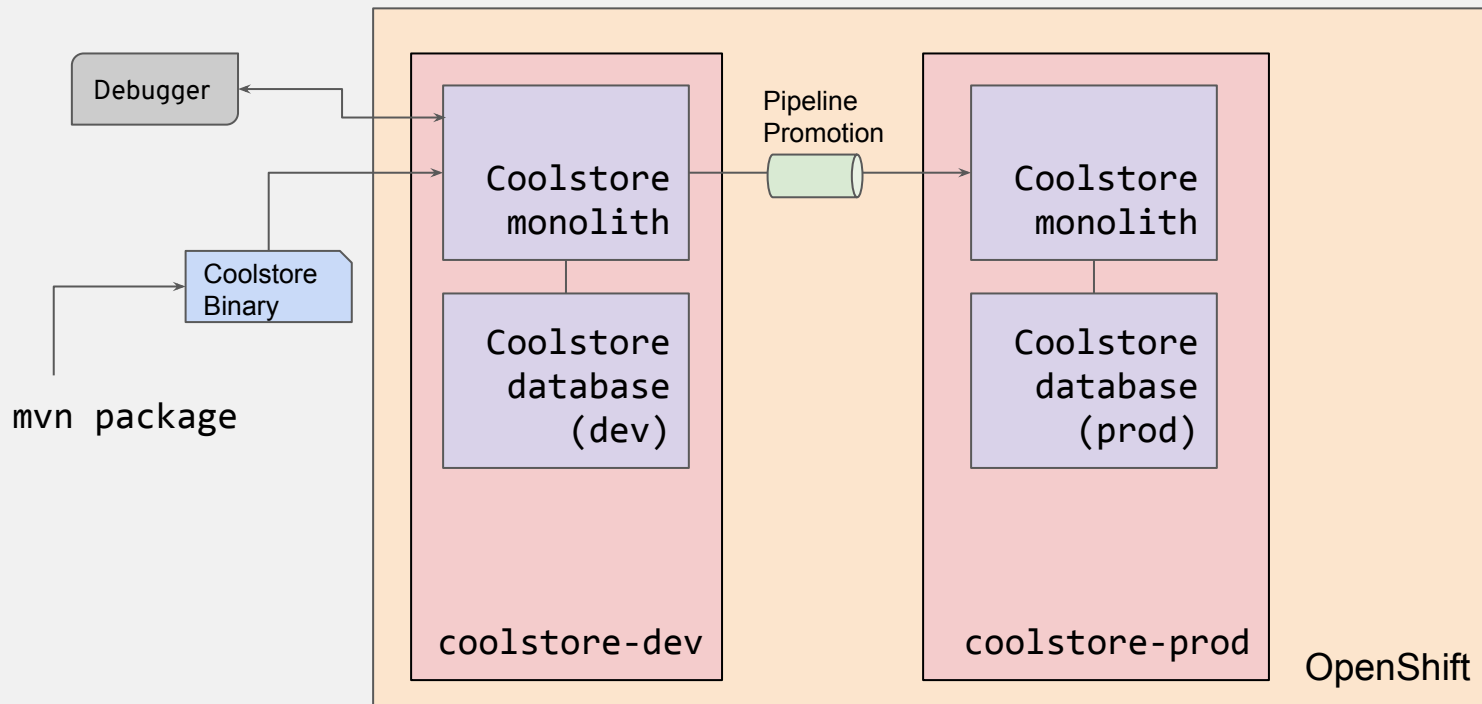 Debugger
Pipeline
Promotion
Coolstore
monolith
Coolstore
monolith
Coolstore
Binary
Coolstore
database
(dev)
Coolstore
database
(prod)
mvn package
coolstore-dev
coolstore-prod
OpenShift